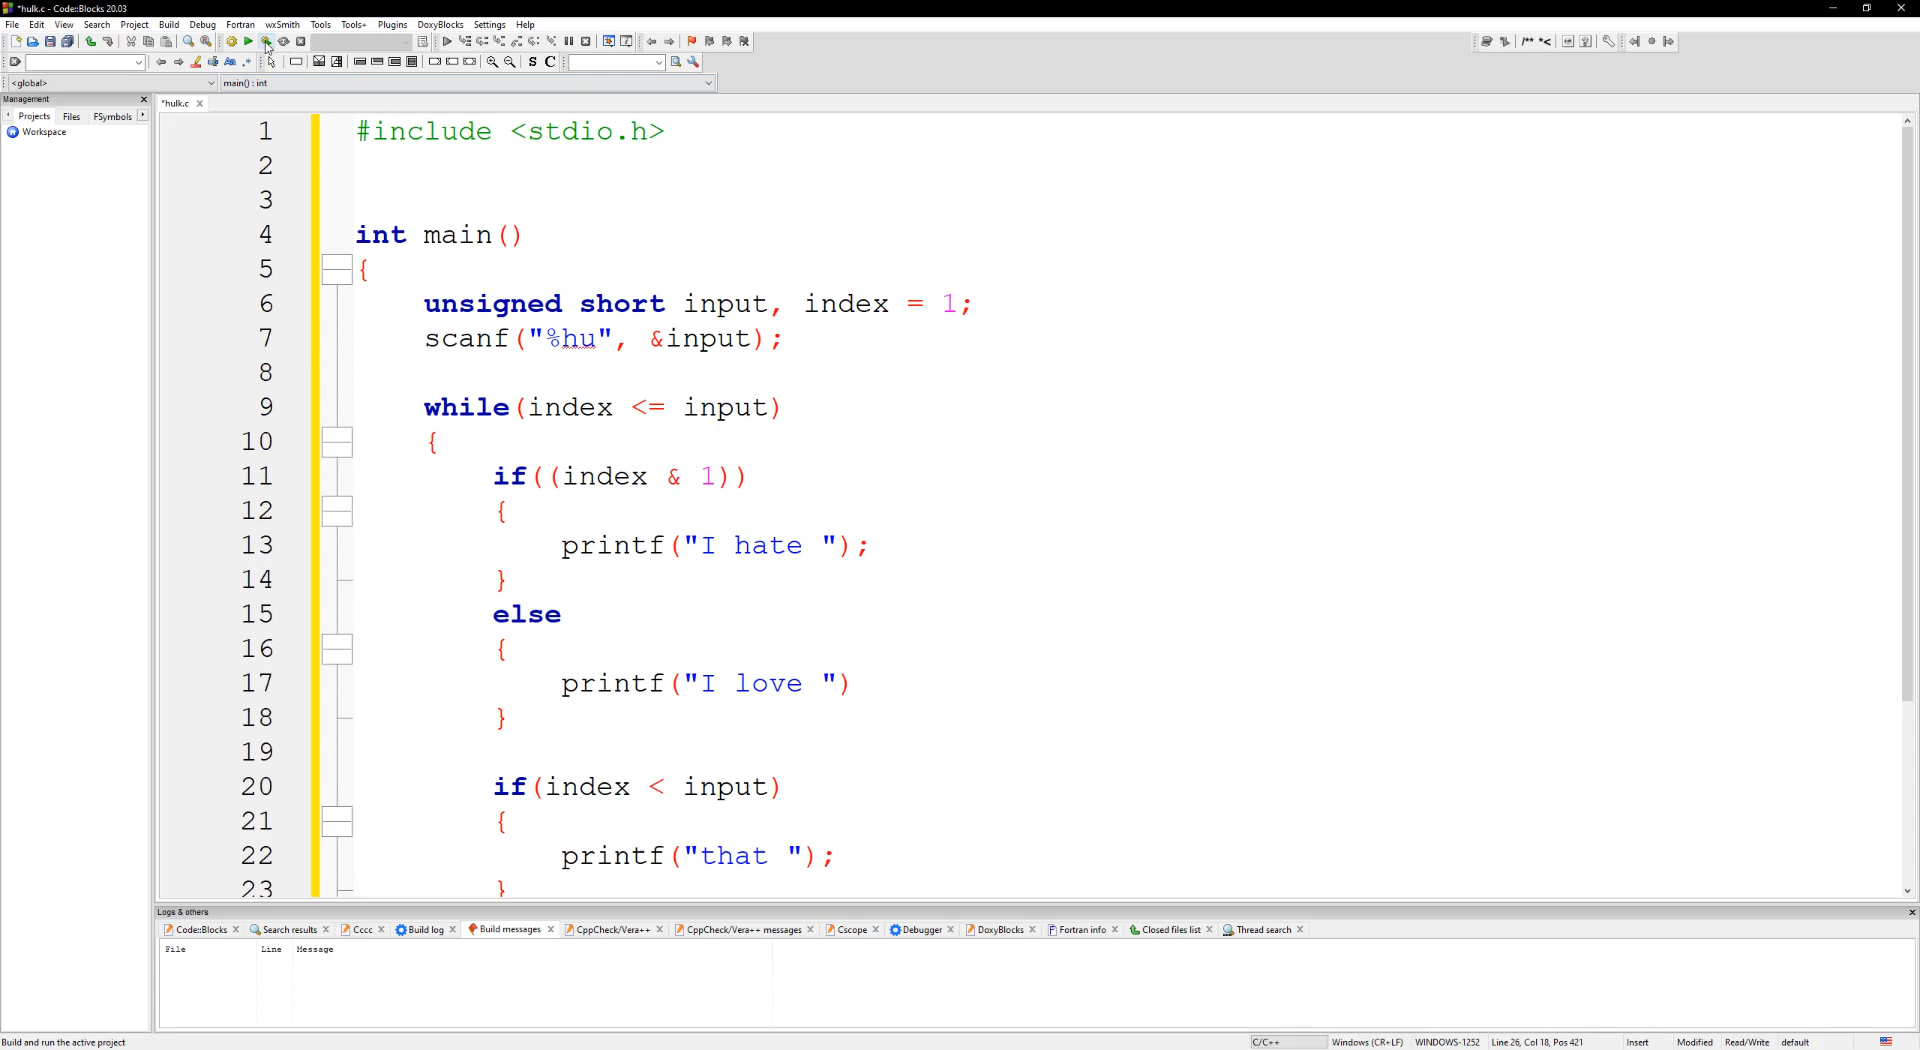 *hulk.c - Code::Blocks 20.03
File Edit View Search Project Build Debug Fortran wxSmith Tools Tools+ Plugins DoxyBlocks Settings Help
/** *< 
S C
<global> main() : int
Management
*hulk.c
Projects Files FSymbols
Workspace
1 #include <stdio.h>
2
3
4 int main()
5 {
6 unsigned short input, index = 1;
7 scanf("%hu", &input);
8
9 while(index <= input)
10 {
11 if((index & 1))
12 {
13 printf("I hate ");
14 }
15 else
16 {
17 printf("I love ")
18 }
19
20 if(index < input)
21 {
22 printf("that ");
23 }
Logs & others
Code::Blocks Search results Cccc Build log Build messages CppCheck/Vera++ CppCheck/Vera++ messages Cscope Debugger DoxyBlocks Fortran info Closed files list Thread search
File Line Message
Build and run the active project C/C++ Windows (CR+LF) WINDOWS-1252 Line 26, Col 18, Pos 421 Insert Modified Read/Write default